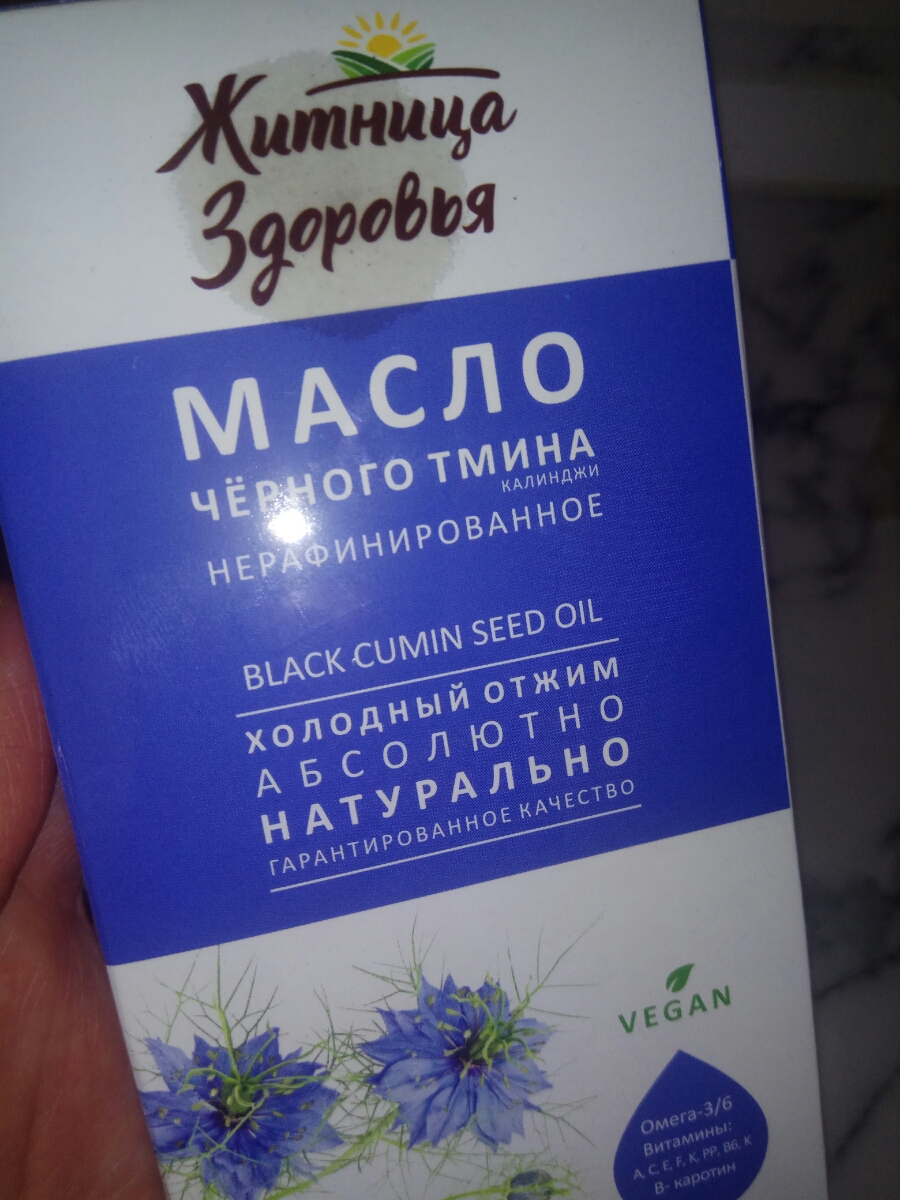 Житница
Здоровья
МАСЛО
ЧЁРНОГО ТМИНА
КАЛИНДЖИ
НЕРАФИНИРОВАННОЕ
BLACK CUMIN SEED OIL
ХОЛОДНЫЙ ОТЖИМ
АБСОЛЮТНО
НАТУРАЛЬНО
ГАРАНТИРОВАННОЕ КАЧЕСТВО
VEGAN
Омега-3/6
Витамины:
A, C, E, F, K, PP, B6, K
В- каротин